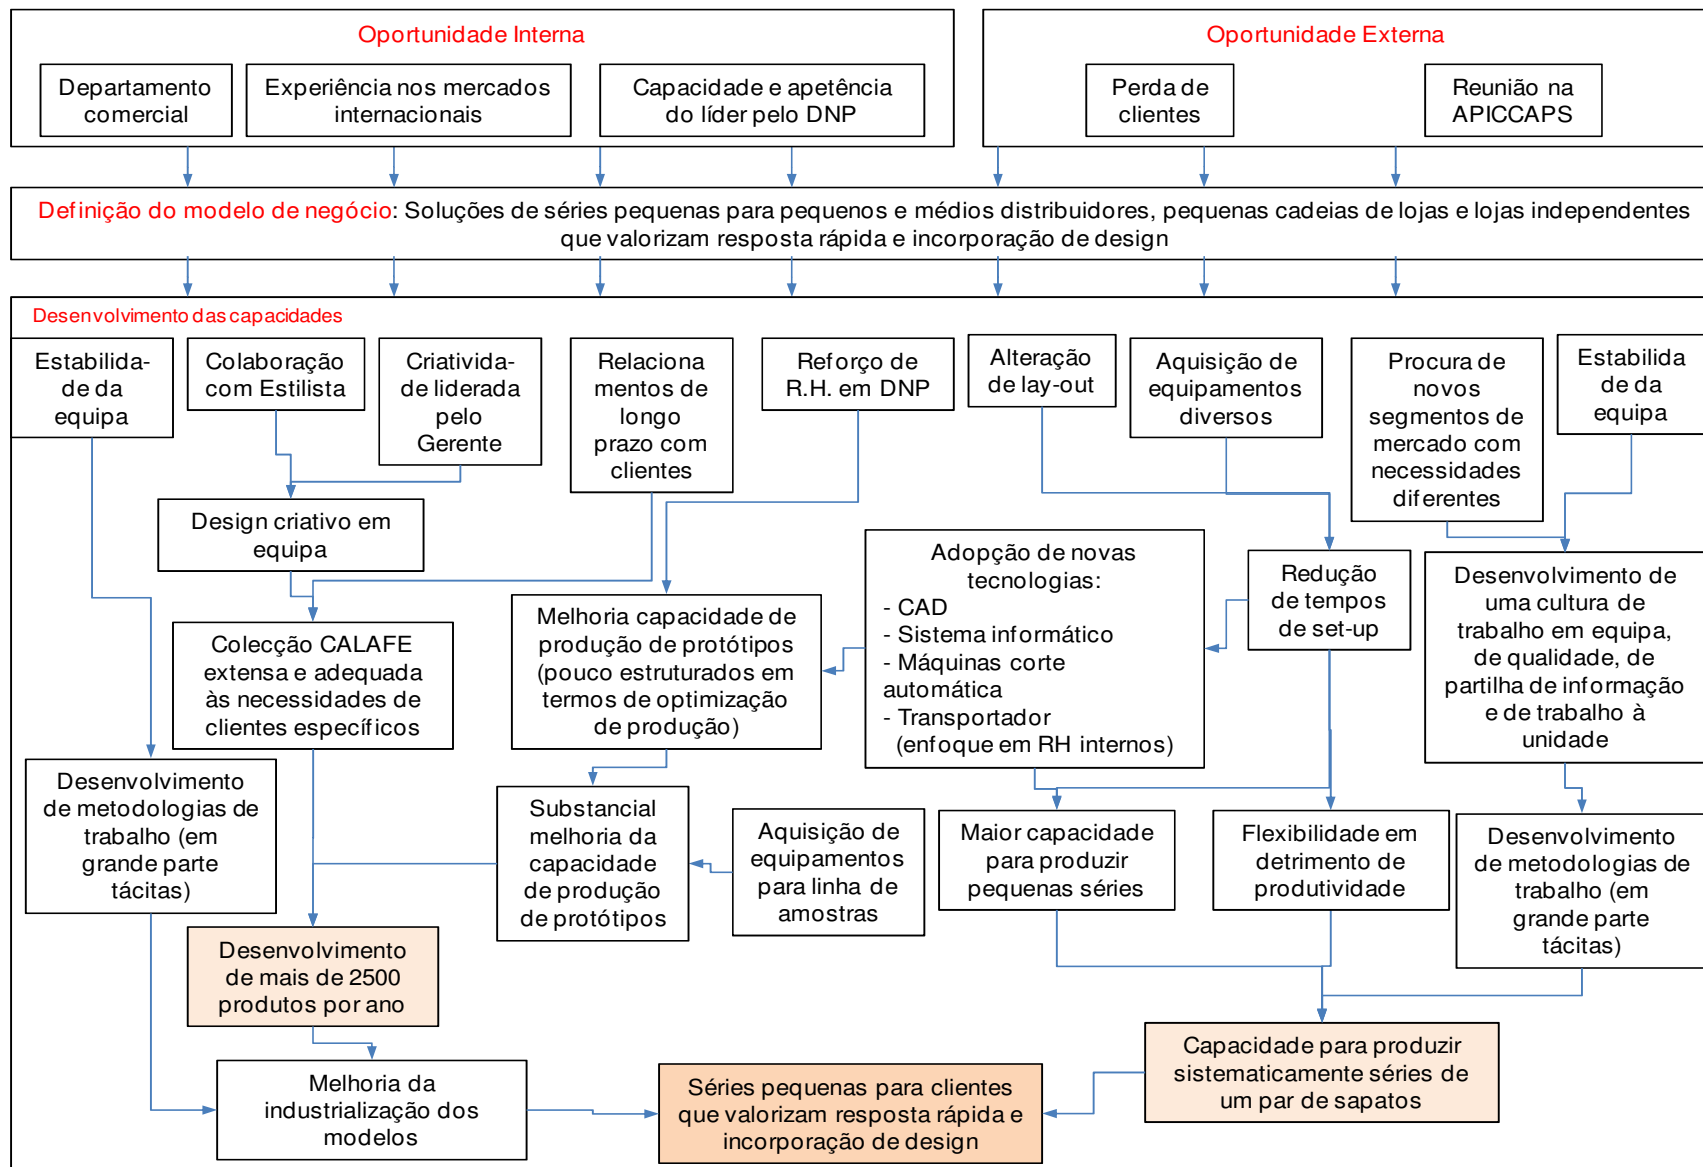 Oportunidade Interna
Departamento
comercial
Experiência nos mercados
internacionais
Capacidade e apetência
do líder pelo DNP
Oportunidade Externa
Perda de
clientes
Reunião na
APICCAPS
Definição do modelo de negócio: Soluções de séries pequenas para pequenos e médios distribuidores, pequenas cadeias de lojas e lojas independentes
que valorizam resposta rápida e incorporação de design
Desenvolvimento das capacidades
Estabilida-
de da
equipa
Colaboração
com Estilista
Criativida-
de liderada
pelo
Gerente
Relaciona
mentos de
longo
prazo com
clientes
Reforço de
R.H. em DNP
Alteração
de lay-out
Aquisição de
equipamentos
diversos
Procura de
novos
segmentos de
mercado com
necessidades
diferentes
Estabilida
de da
equipa
Design criativo em
equipa
Adopção de novas
tecnologias:
- CAD
- Sistema informático
- Máquinas corte
automática
- Transportador
(enfoque em RH internos)
Redução
de tempos
de set-up
Desenvolvimento de
uma cultura de
trabalho em equipa,
de qualidade, de
partilha de informação
e de trabalho à
unidade
Melhoria capacidade de
produção de protótipos
(pouco estruturados em
termos de optimização
de produção)
Colecção CALAFE
extensa e adequada
às necessidades de
clientes específicos
Desenvolvimento
de metodologias de
trabalho (em
grande parte
tácitas)
Substancial
melhoria da
capacidade
de produção
de protótipos
Aquisição de
equipamentos
para linha de
amostras
Maior capacidade
para produzir
pequenas séries
Flexibilidade em
detrimento de
produtividade
Desenvolvimento
de metodologias de
trabalho (em
grande parte
tácitas)
Desenvolvimento
de mais de 2500
produtos por ano
Capacidade para produzir
sistematicamente séries de
um par de sapatos
Melhoria da
industrialização dos
modelos
Séries pequenas para clientes
que valorizam resposta rápida e
incorporação de design